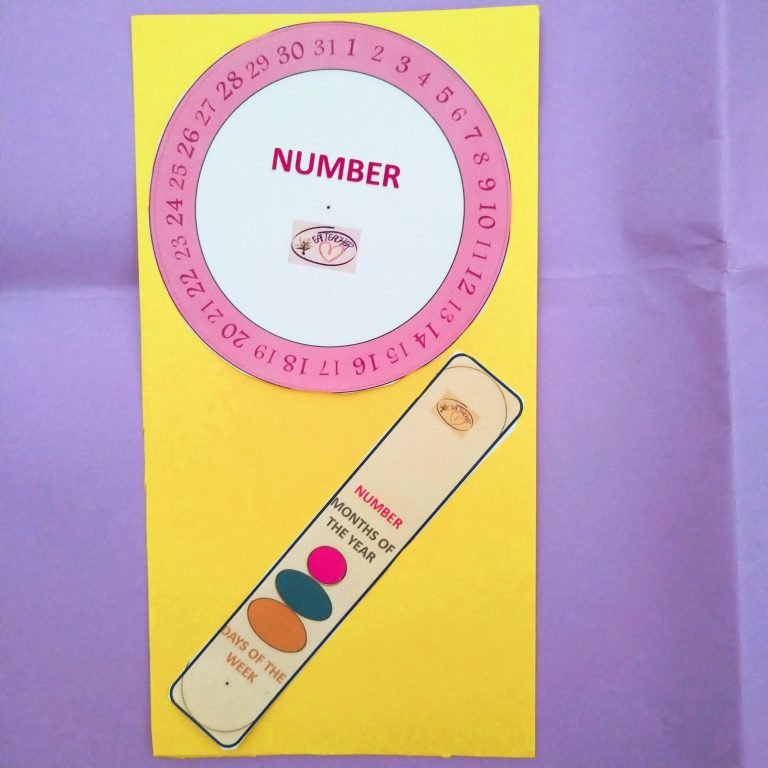 1 2 3 4 5 6 7 8 9 10 11 12 13 14 15 16 17 18 19 20 21 22 23 24 25 26 27 28 29 30 31
NUMBER
TEACHER
NUMBER
MONTHS OF
THE YEAR
DAYS OF THE
WEEK